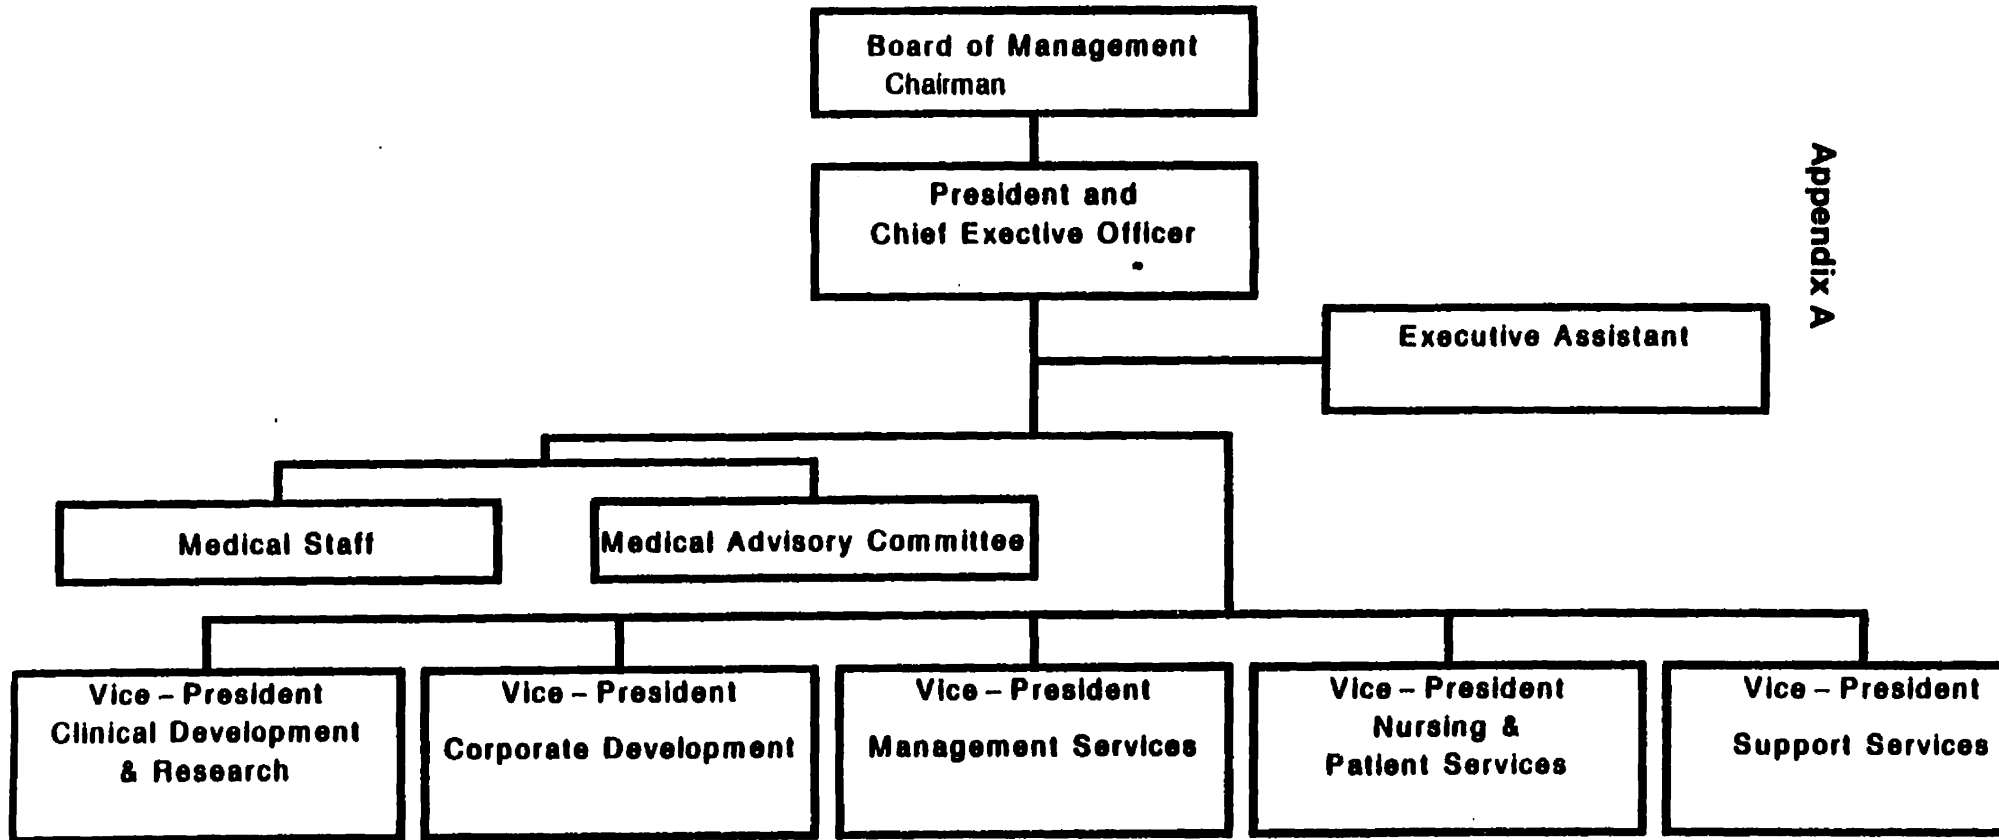 Board of Management
Chairman
President and
Chief Exective Officer
Appendix A
Executive Assistant
Medical Staff
Medical Advisory Committee
Vice – President
Clinical Development
& Research
Vice – President
Corporate Development
Vice – President
Management Services
Vice – President
Nursing &
Patient Services
Vice – President
Support Services